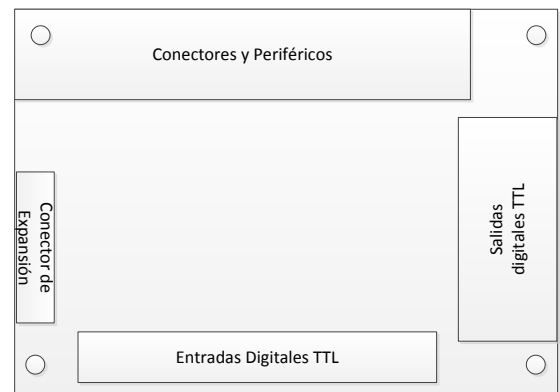 Conectores y Periféricos
Conector de
Expansión
Salidas
digitales TTL
Entradas Digitales TTL